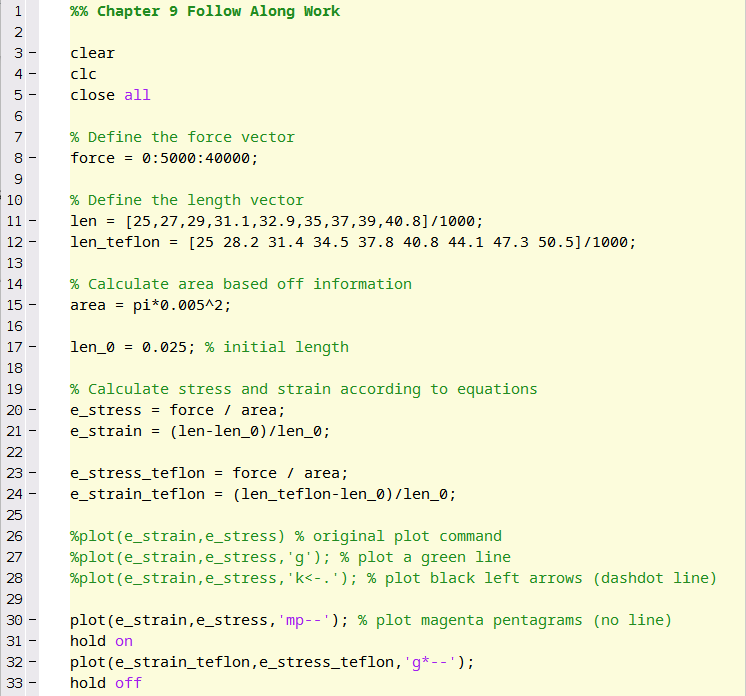 1 %% Chapter 9 Follow Along Work
2
3 - clear
4 - clc
5 - close all
6
7 % Define the force vector
8 - force = 0:5000:40000;
9
10 % Define the length vector
11 - len = [25,27,29,31.1,32.9,35,37,39,40.8]/1000;
12 - len_teflon = [25 28.2 31.4 34.5 37.8 40.8 44.1 47.3 50.5]/1000;
13
14 % Calculate area based off information
15 - area = pi*0.005^2;
16
17 - len_0 = 0.025; % initial length
18
19 % Calculate stress and strain according to equations
20 - e_stress = force / area;
21 - e_strain = (len-len_0)/len_0;
22
23 - e_stress_teflon = force / area;
24 - e_strain_teflon = (len_teflon-len_0)/len_0;
25
26 %plot(e_strain,e_stress) % original plot command
27 %plot(e_strain,e_stress,'g'); % plot a green line
28 %plot(e_strain,e_stress,'k<-.'); % plot black left arrows (dashdot line)
29
30 - plot(e_strain,e_stress,'mp--'); % plot magenta pentagrams (no line)
31 - hold on
32 - plot(e_strain_teflon,e_stress_teflon,'g*--');
33 - hold off